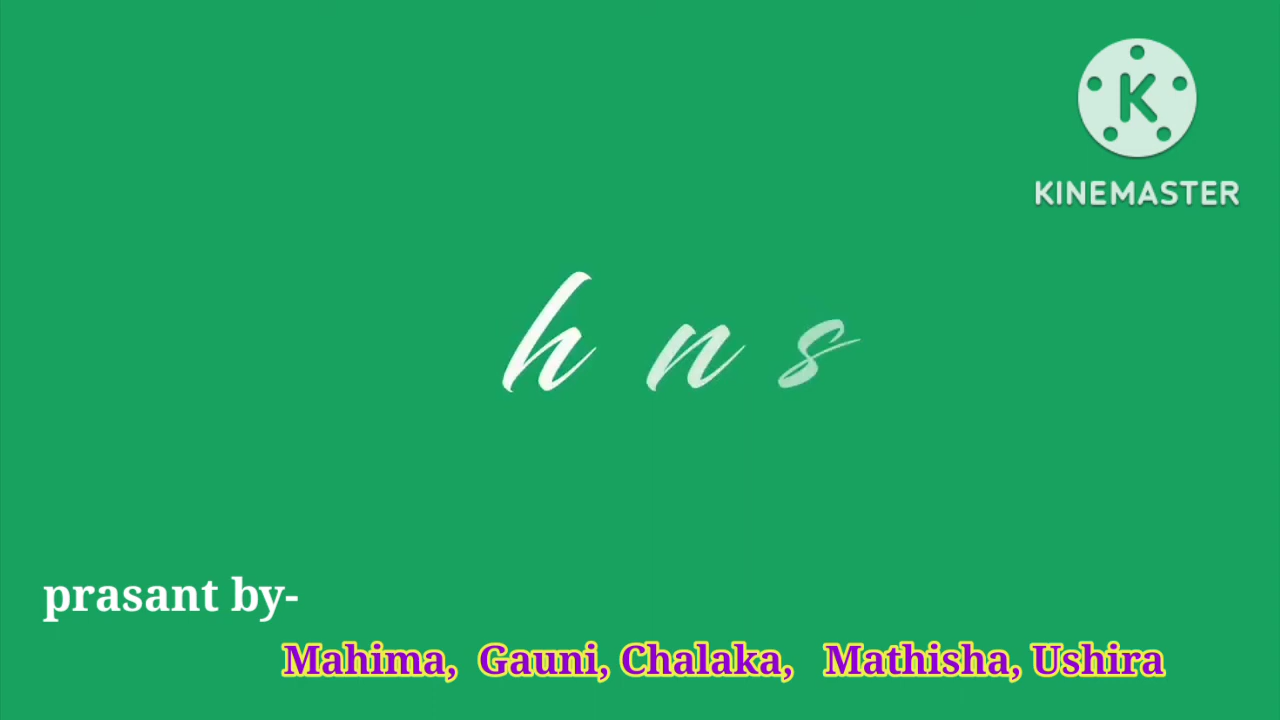 KINEMASTER
h n s
prasant by-
Mahima, Gauni, Chalaka, Mathisha, Ushira